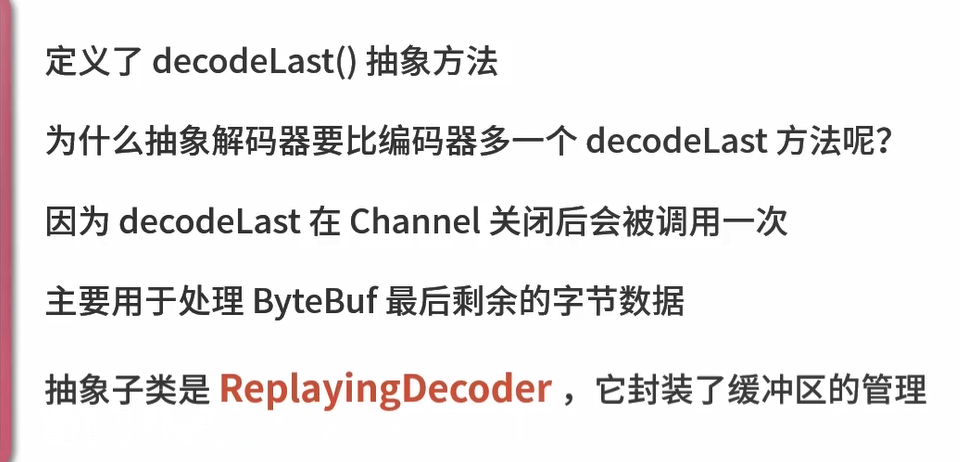 定义了 decodeLast() 抽象方法
为什么抽象解码器要比编码器多一个 decodeLast 方法呢？
因为 decodeLast 在 Channel 关闭后会被调用一次
主要用于处理 ByteBuf 最后剩余的字节数据
抽象子类是 ReplayingDecoder ，它封装了缓冲区的管理